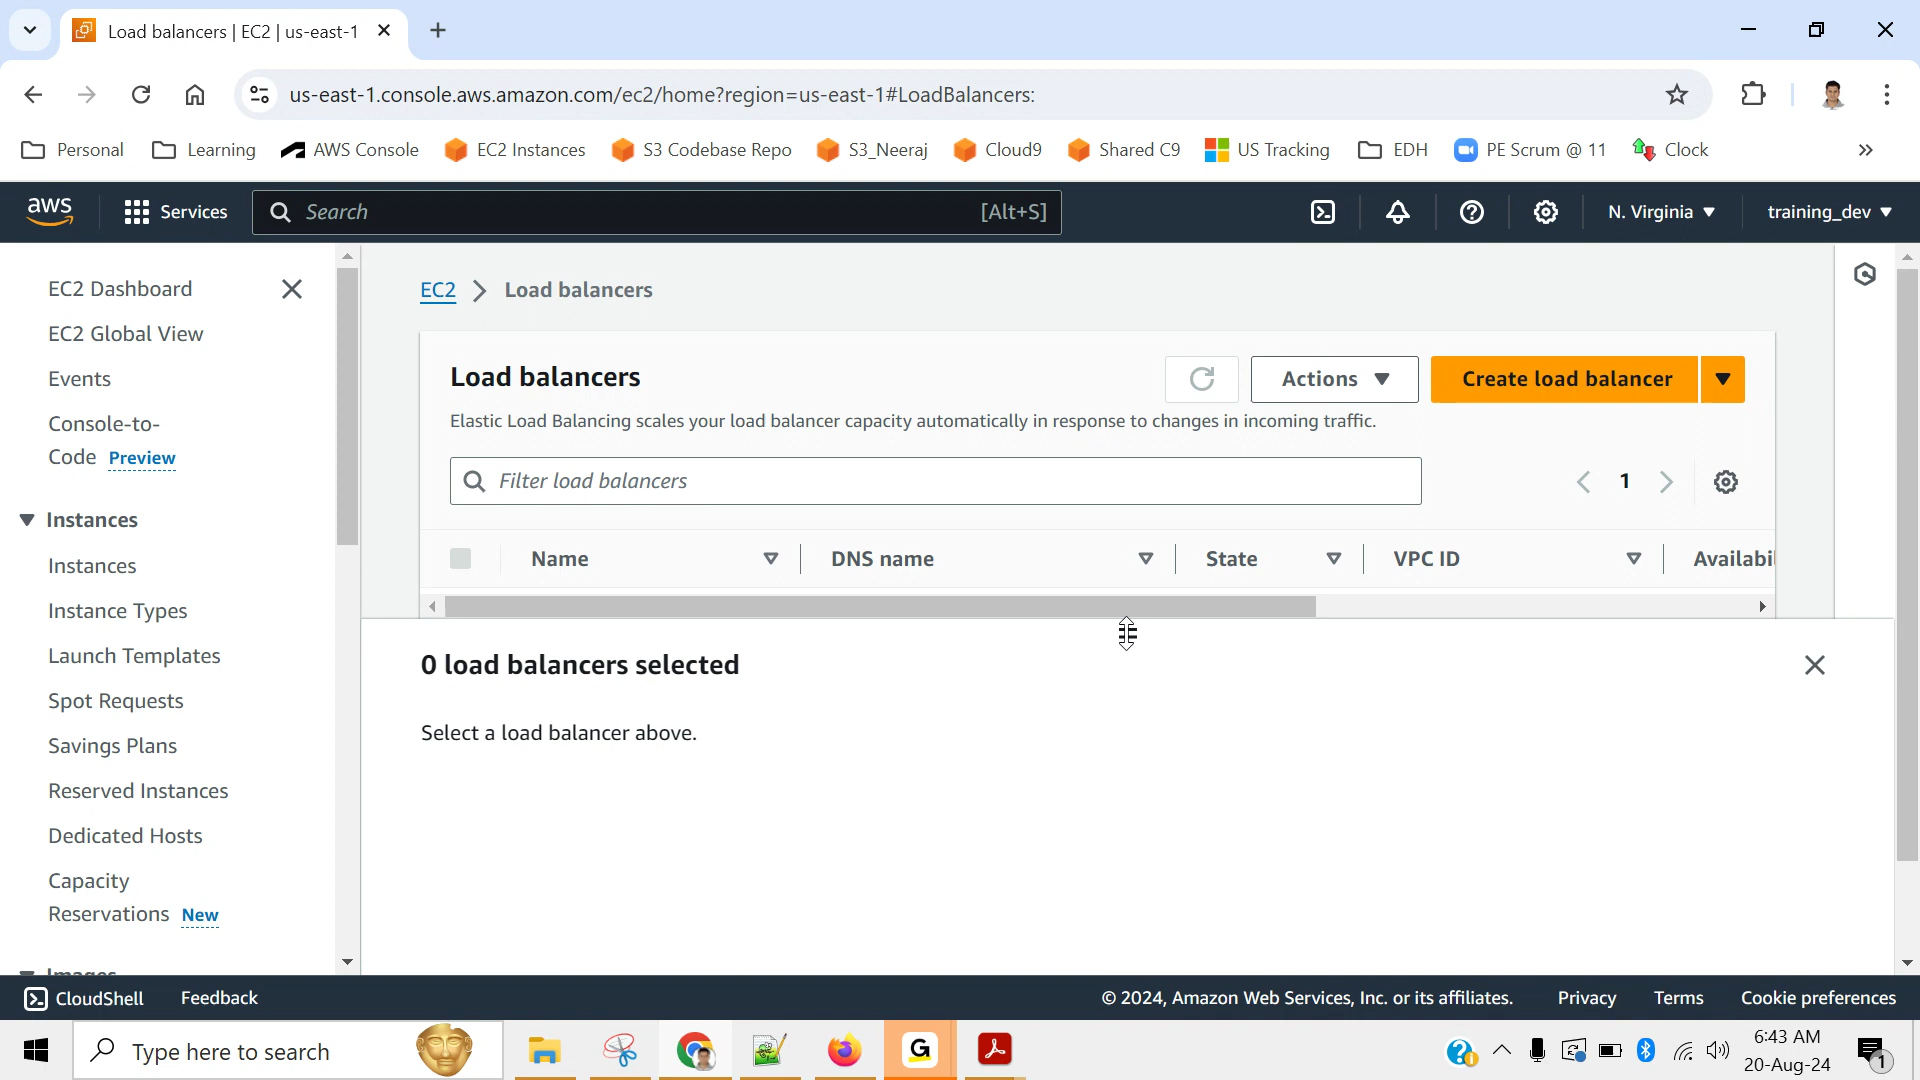 Load balancers | EC2 | us-east-1
us-east-1.console.aws.amazon.com/ec2/home?region=us-east-1#LoadBalancers:
Personal
Learning
AWS Console
EC2 Instances
S3 Codebase Repo
S3_Neeraj
Cloud9
Shared C9
US Tracking
EDH
PE Scrum @ 11
Clock
aws
Services
Search
[Alt+S]
N. Virginia
training_dev
EC2 Dashboard
EC2 Global View
Events
Console-to-
Code Preview
Instances
Instances
Instance Types
Launch Templates
Spot Requests
Savings Plans
Reserved Instances
Dedicated Hosts
Capacity
Reservations New
Images
EC2
Load balancers
Load balancers
Actions
Create load balancer
Elastic Load Balancing scales your load balancer capacity automatically in response to changes in incoming traffic.
Filter load balancers
1
Name
DNS name
State
VPC ID
Availabil
0 load balancers selected
Select a load balancer above.
CloudShell
Feedback
© 2024, Amazon Web Services, Inc. or its affiliates.
Privacy
Terms
Cookie preferences
Type here to search
G
6:43 AM
20-Aug-24
1